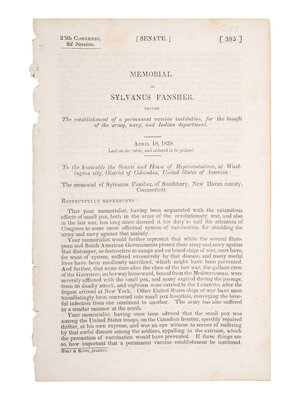 25th CONGRESS,
2d Session.
[ SENATE. ]
[ 385 ]
MEMORIAL
OF
SYLVANUS FANSHER,
PRAYING
The establishment of a permanent vaccine institution, for the benefit
of the army, navy, and Indian department.
APRIL 18, 1838.
Laid on the table, and ordered to be printed.
To the honorable the Senate and House of Representatives, at Wash-
ington city, District of Columbia, United States of America:
The memorial of Sylvanus Fansher, of Southbury, New Haven county,
Connecticut.
RESPECTFULLY REPRESENTS:
That your memorialist, having been acquainted with the calamitous
effects of small pox, both in the army of the revolutionary war, and also
in the last war, has long since deemed it his duty to call the attention of
Congress to some more effectual system of vaccination for shielding the
army and navy against that malady.
Your memorialist would further represent that while the several Euro-
pean and South American Governments protect their army and navy against
this distemper, so destructive to camps and on board ships of war, ours have,
for want of system, suffered excessively by that disease, and many useful
lives have been needlessly sacrificed, which might have been prevented.
And further, that some time after the close of the last war, the gallant crew
of the Guerriere, on her way homeward, bound from the Mediterranean, were
severely afflicted with the small pox, and many expired during the passage,
from its deadly attack, and eighteen were carried to the Lazaretto, after the
frigate arrived at New York. Other United States ships of war have most
humiliatingly been converted into small pox hospitals, conveying the bane-
ful infection from one continent to another. The army has also suffered
in a similar manner at the north.
Your memorialist, having once been advised that the small pox was
among the United States troops, on the Canadian frontier, speedily repaired
thither, at his own expense, and was an eye witness to scenes of suffering
by that useful disease among the soldiers, appalling in the extreme, which
the precaution of vaccination would have prevented. If these things are
so, how important that a permanent vaccine establishment be instituted,
Blair & Rives, printers.